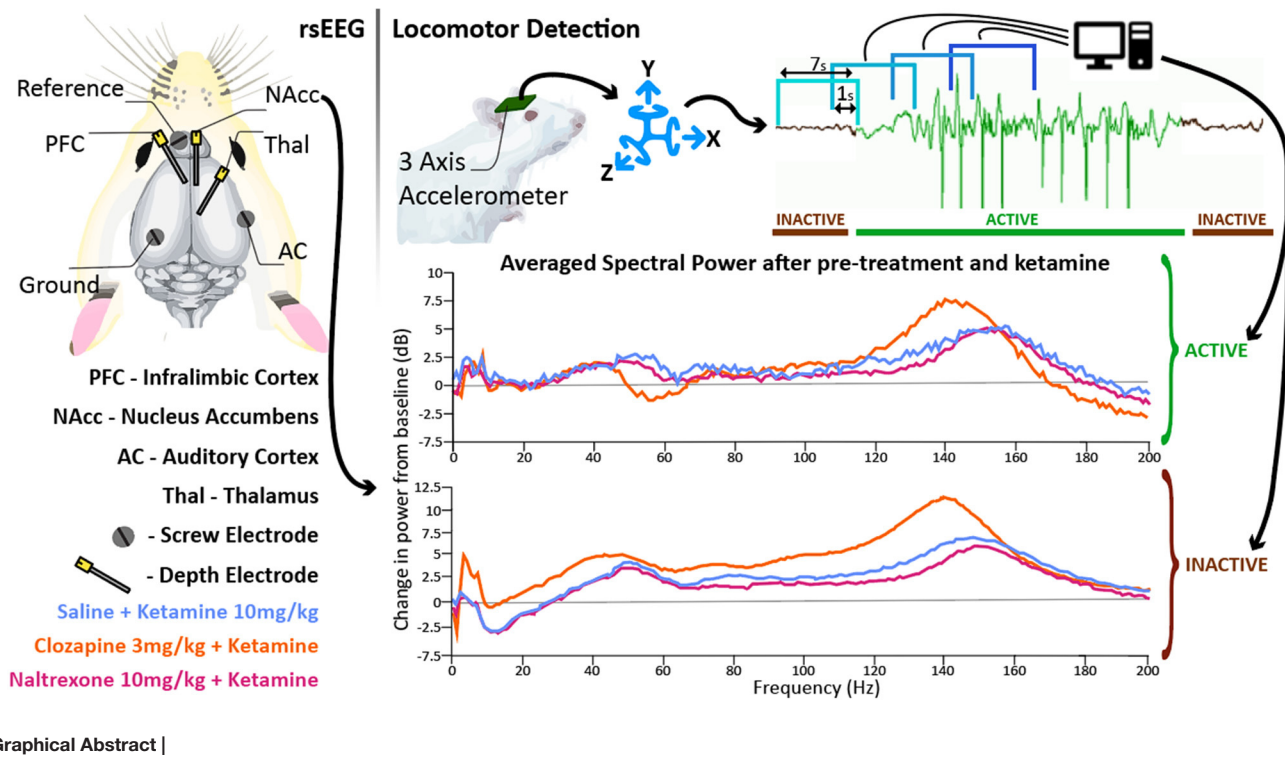 rsEEG
Reference
NAcc
PFC
Thal
AC
Ground
PFC - Infralimbic Cortex
NAcc - Nucleus Accumbens
AC - Auditory Cortex
Thal - Thalamus
- Screw Electrode
- Depth Electrode
Saline + Ketamine 10mg/kg
Clozapine 3mg/kg + Ketamine
Naltrexone 10mg/kg + Ketamine
Locomotor Detection
3 Axis
Accelerometer
Y
X
Z
7s
1s
INACTIVE
ACTIVE
INACTIVE
Averaged Spectral Power after pre-treatment and ketamine
Change in power from baseline (dB)
10
7.5
5
2.5
0
-2.5
-7.5
0 20 40 60 80 100 120 140 160 180 200
ACTIVE
12.5
10
7.5
5
2.5
0
-2.5
-7.5
0 20 40 60 80 100 120 140 160 180 200
Frequency (Hz)
INACTIVE
Graphical Abstract |